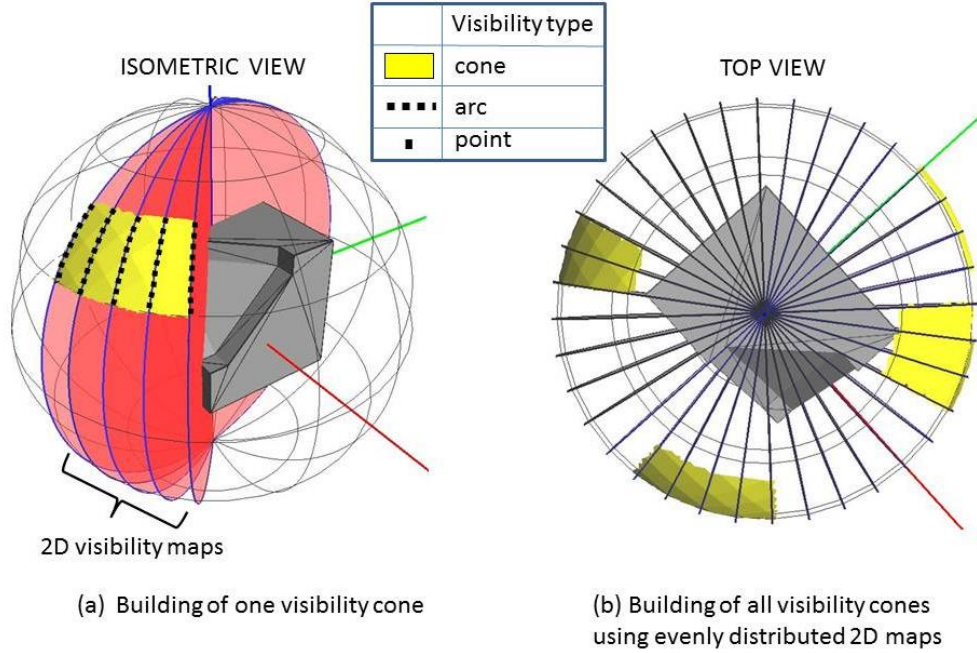 Visibility type
cone
arc
point
ISOMETRIC VIEW
TOP VIEW
2D visibility maps
(a) Building of one visibility cone
(b) Building of all visibility cones
using evenly distributed 2D maps